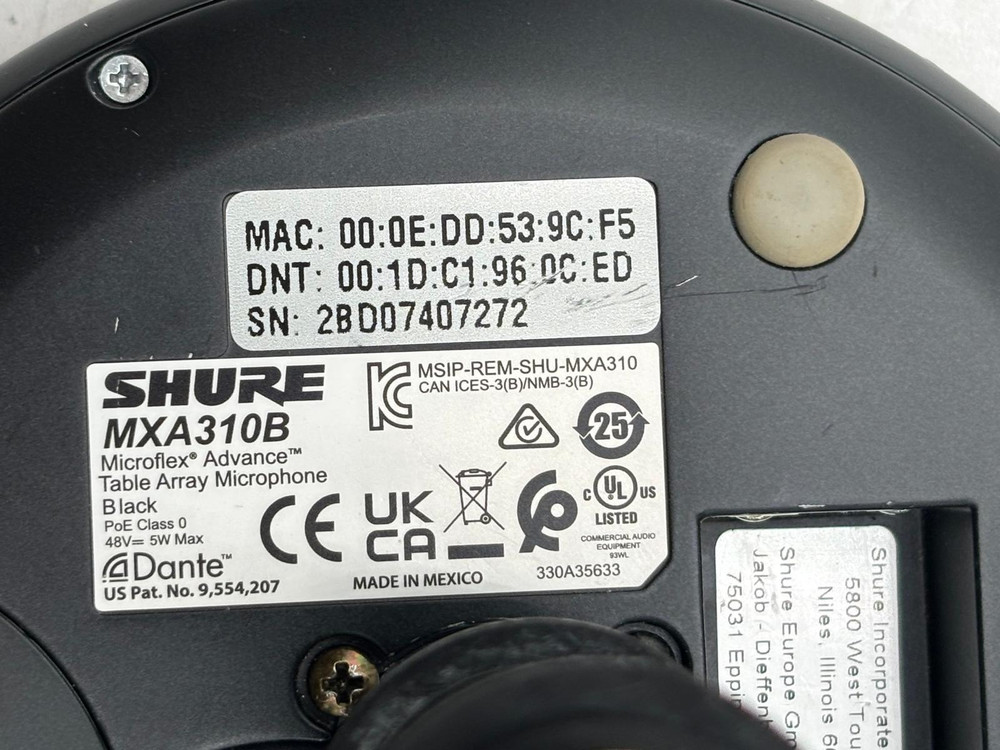 MAC: 00:0E:DD:53:9C:F5
DNT: 00:1D:C1:96:0C:ED
SN: 2BD07407272
SHURE
MXA310B
Microflex® Advance™
Table Array Microphone
Black
PoE Class 0
48V⎓ 5W Max
Dante™
US Pat. No. 9,554,207
MSIP-REM-SHU-MXA310
CAN ICES-3(B)/NMB-3(B)
25
CE
UK
CA
C UL US
LISTED
COMMERCIAL AUDIO
EQUIPMENT
93WL
MADE IN MEXICO
330A35633
Shure Incorporate
5800 West Tou
Niles, Illinois 6
Shure Europe Gm
Jakob - Dieffenb
75031 Eppin